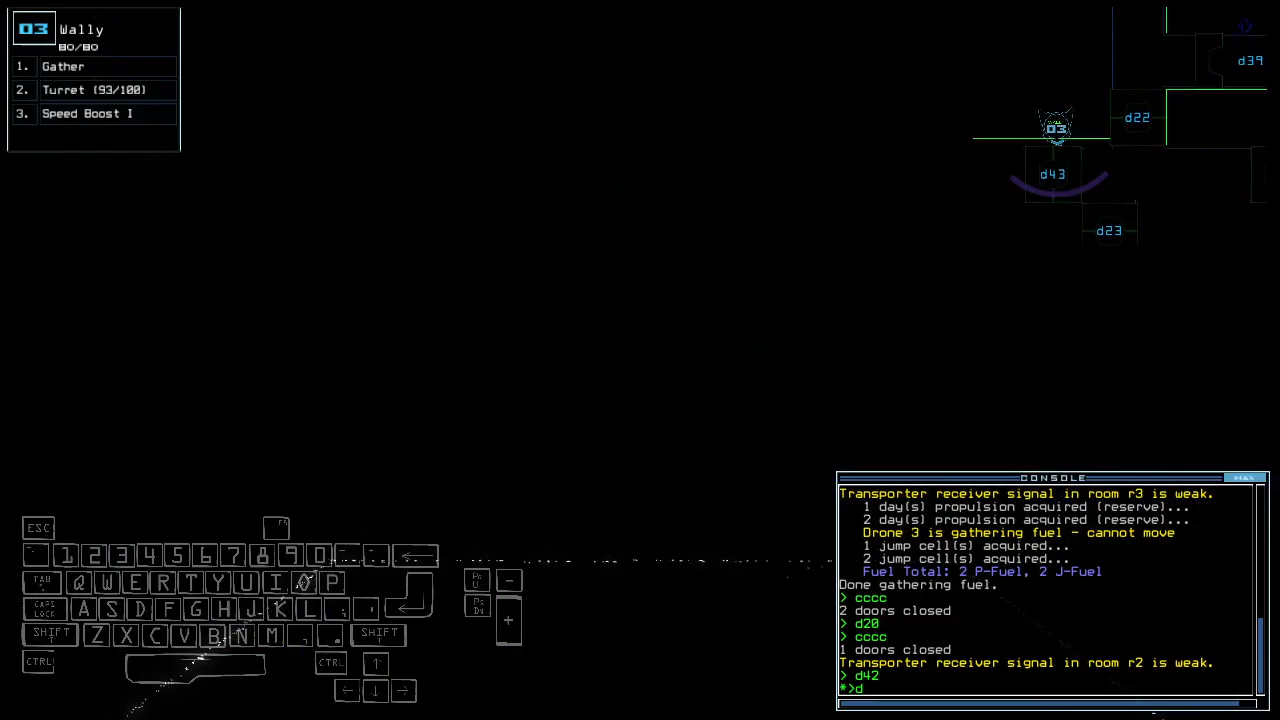 03 Wally
80/80
1. Gather
2. Turret (93/100)
3. Speed Boost I
d39
d22
03
d43
d23
CONSOLE
MAX
Transporter receiver signal in room r3 is weak.
1 day(s) propulsion acquired (reserve)...
2 day(s) propulsion acquired (reserve)...
Drone 3 is gathering fuel - cannot move
1 jump cell(s) acquired...
2 jump cell(s) acquired...
Fuel Total: 2 P-Fuel, 2 J-Fuel
Done gathering fuel.
> cccc
2 doors closed
> d20
> cccc
1 doors closed
Transporter receiver signal in room r2 is weak.
> d42
*>d
ESC
1 2 3 4 5 6 7 8 9 0
TAB Q W E R T Y U I O P
CAPS LOCK A S D F G H J K L ; '
SHIFT Z X C V B N M , . SHIFT
CTRL CTRL